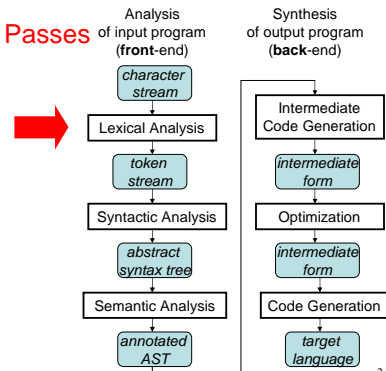 Passes
Analysis
of input program
(front-end)
character
stream
Lexical Analysis
token
stream
Syntactic Analysis
abstract
syntax tree
Semantic Analysis
annotated
AST
Synthesis
of output program
(back-end)
Intermediate
Code Generation
intermediate
form
Optimization
intermediate
form
Code Generation
target
language